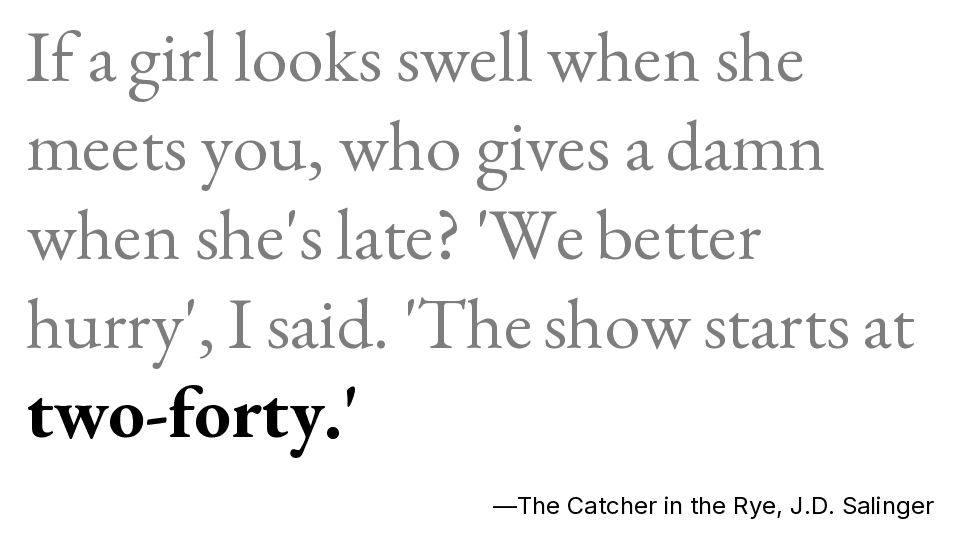 If a girl looks swell when she
meets you, who gives a damn
when she's late? 'We better
hurry', I said. 'The show starts at
two-forty.'
—The Catcher in the Rye, J.D. Salinger